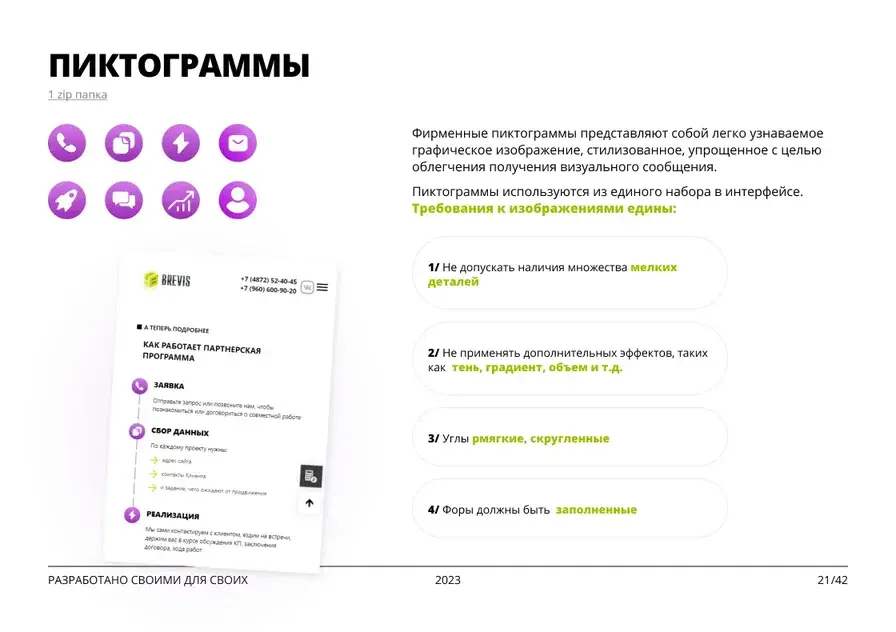 ПИКТОГРАММЫ
1 zip папка
Фирменные пиктограммы представляют собой легко узнаваемое
графическое изображение, стилизованное, упрощенное с целью
облегчения получения визуального сообщения.
Пиктограммы используются из единого набора в интерфейсе.
Требования к изображениями едины:
1/ Не допускать наличия множества мелких
деталей
2/ Не применять дополнительных эффектов, таких
как тень, градиент, объем и т.д.
3/ Углы рмягкие, скругленные
4/ Форы должны быть заполненные
BREVIS
+7 (4872) 52-40-45
+7 (960) 600-90-20
А ТЕПЕРЬ ПОДРОБНЕЕ
КАК РАБОТАЕТ ПАРТНЕРСКАЯ
ПРОГРАММА
ЗАЯВКА
Отправьте запрос или позвоните нам, чтобы
познакомиться или договориться о совместной работе
СБОР ДАННЫХ
По каждому проекту нужны:
адрес сайта
контакты Клиента
и задание, чего ожидают от продвижения
РЕАЛИЗАЦИЯ
Мы сами контактируем с клиентом, ездим на встречи,
держим вас в курсе обсуждения КП, заключения
договора, хода работ
РАЗРАБОТАНО СВОИМИ ДЛЯ СВОИХ
2023
21/42